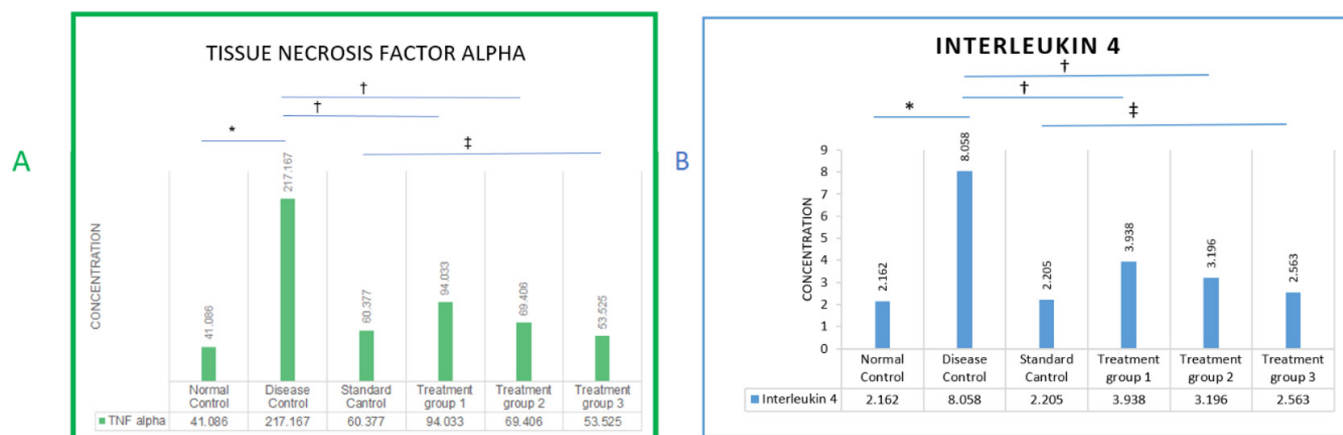 A
TISSUE NECROSIS FACTOR ALPHA
†
†
*
‡
CONCENTRATION
41.086
217.167
60.377
94.033
69.406
53.525
Normal Control
Disease Control
Standard Cantrol
Treatment group 1
Treatment group 2
Treatment group 3
TNF alpha 41.086 217.167 60.377 94.033 69.406 53.525
B
INTERLEUKIN 4
†
†
*
‡
CONCENTRATION
9
8
7
6
5
4
3
2
1
0
2.162
8.058
2.205
3.938
3.196
2.563
Normal Control
Disease Control
Standard Cantrol
Treatment group 1
Treatment group 2
Treatment group 3
Interleukin 4 2.162 8.058 2.205 3.938 3.196 2.563